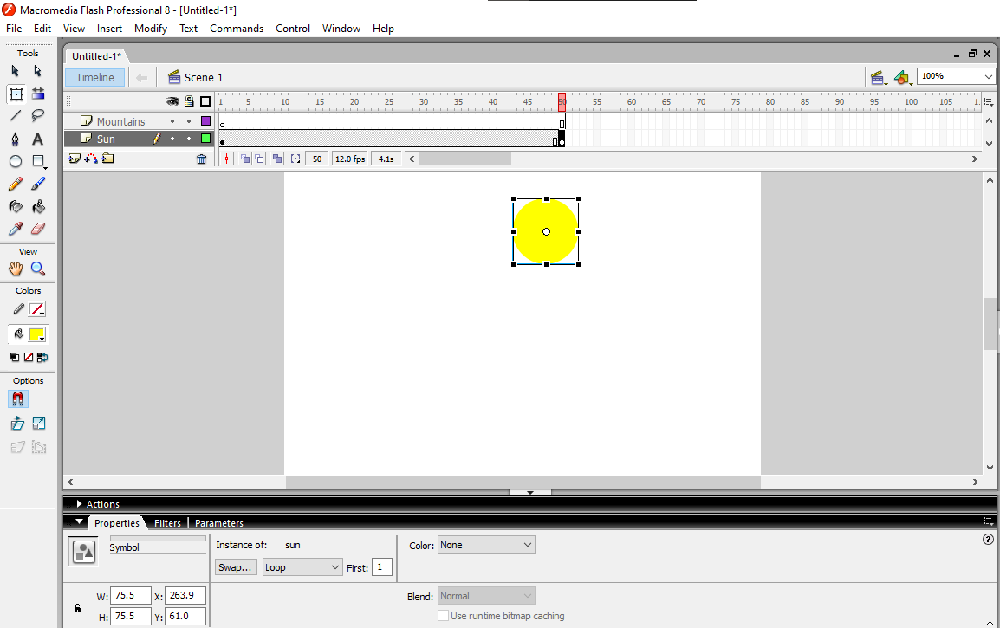 Macromedia Flash Professional 8 - [Untitled-1*]
File Edit View Insert Modify Text Commands Control Window Help
Tools
Untitled-1*
Timeline
Scene 1
100%
1 5 10 15 20 25 30 35 40 45 50 55 60 65 70 75 80 85 90 95 100 105 11
Mountains
Sun
50 12.0 fps 4.1s
View
Colors
Options
Actions
Properties Filters Parameters
Symbol
Instance of: sun
Color: None
Swap...
Loop
First: 1
W: 75.5 X: 263.9
Blend: Normal
H: 75.5 Y: 61.0
Use runtime bitmap caching